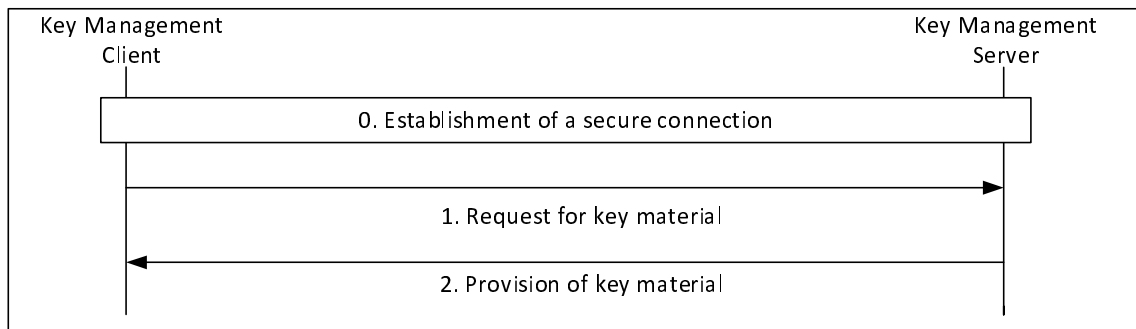 Key Management
Client
Key Management
Server
0. Establishment of a secure connection
1. Request for key material
2. Provision of key material